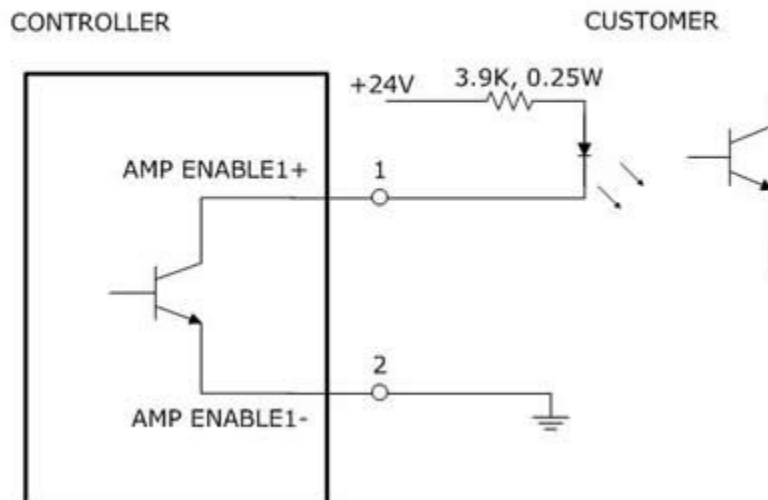 CONTROLLER
CUSTOMER
+24V
3.9K, 0.25W
AMP ENABLE1+
1
2
AMP ENABLE1-